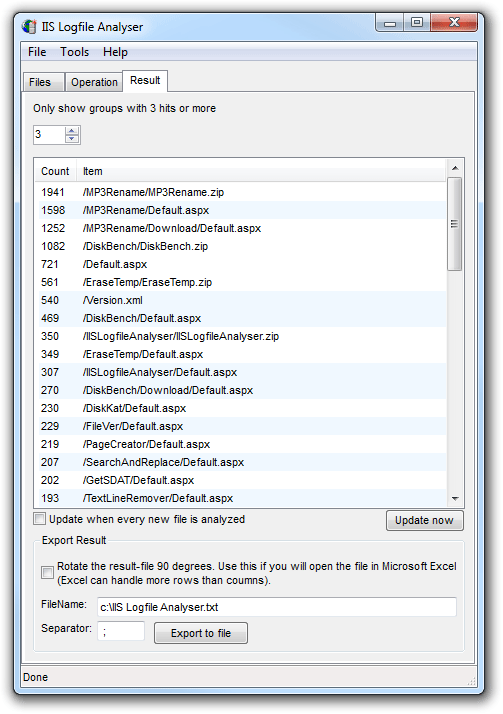 IIS Logfile Analyser
File Tools Help
Files Operation Result
Only show groups with 3 hits or more
3
Count Item
1941 /MP3Rename/MP3Rename.zip
1598 /MP3Rename/Default.aspx
1252 /MP3Rename/Download/Default.aspx
1082 /DiskBench/DiskBench.zip
721 /Default.aspx
561 /EraseTemp/EraseTemp.zip
540 /Version.xml
469 /DiskBench/Default.aspx
350 /IISLogfileAnalyser/IISLogfileAnalyser.zip
349 /EraseTemp/Default.aspx
307 /IISLogfileAnalyser/Default.aspx
270 /DiskBench/Download/Default.aspx
230 /DiskKat/Default.aspx
229 /FileVer/Default.aspx
219 /PageCreator/Default.aspx
207 /SearchAndReplace/Default.aspx
202 /GetSDAT/Default.aspx
193 /TextLineRemover/Default.aspx
Update when every new file is analyzed Update now
Export Result
Rotate the result-file 90 degrees. Use this if you will open the file in Microsoft Excel
(Excel can handle more rows than coumns).
FileName: c:\IIS Logfile Analyser.txt
Separator: ; Export to file
Done